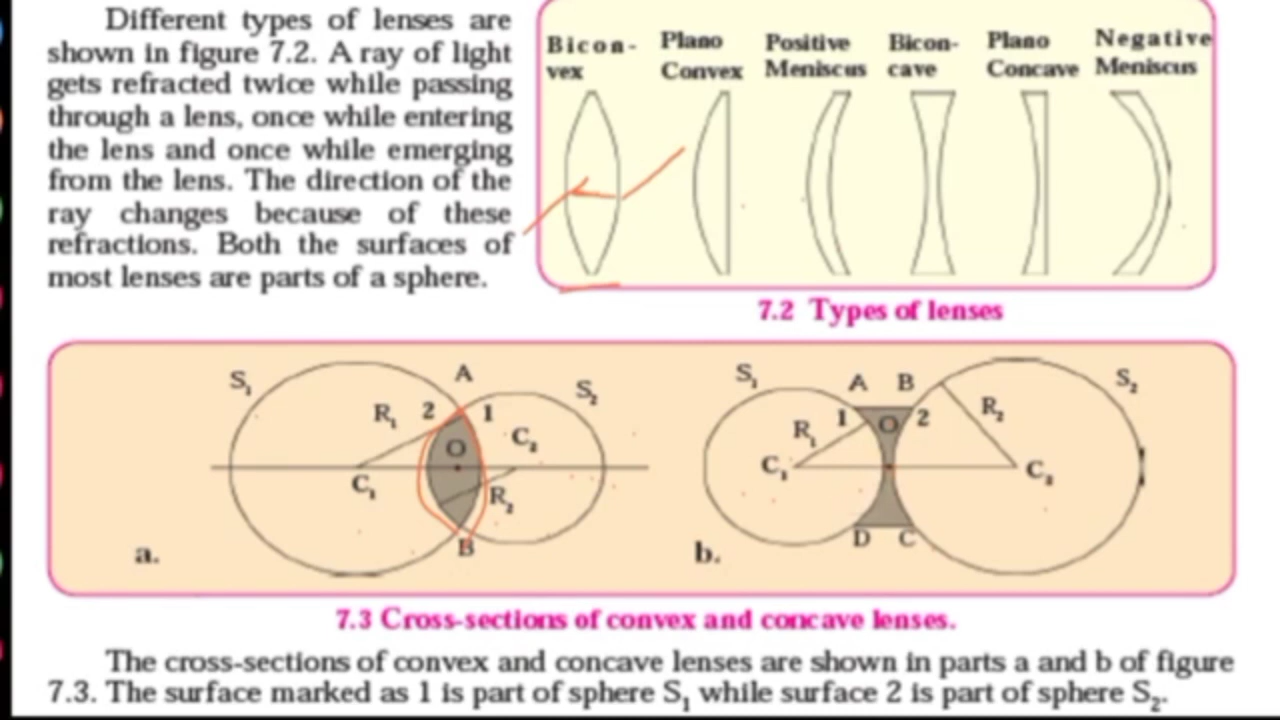 Different types of lenses are
shown in figure 7.2. A ray of light
gets refracted twice while passing
through a lens, once while entering
the lens and once while emerging
from the lens. The direction of the
ray changes because of these
refractions. Both the surfaces of
most lenses are parts of a sphere.
Bicon-
vex
Plano
Convex
Positive
Meniscus
Bicon-
cave
Plano
Concave
Negative
Meniscus
7.2 Types of lenses
S₁
A
S₂
R₁
2
1
O
C₂
C₁
R₂
B
a.
S₁
A B
S₂
1
O
2
R₂
R₁
C₁
C₂
D C
b.
7.3 Cross-sections of convex and concave lenses.
The cross-sections of convex and concave lenses are shown in parts a and b of figure
7.3. The surface marked as 1 is part of sphere S₁ while surface 2 is part of sphere S₂.